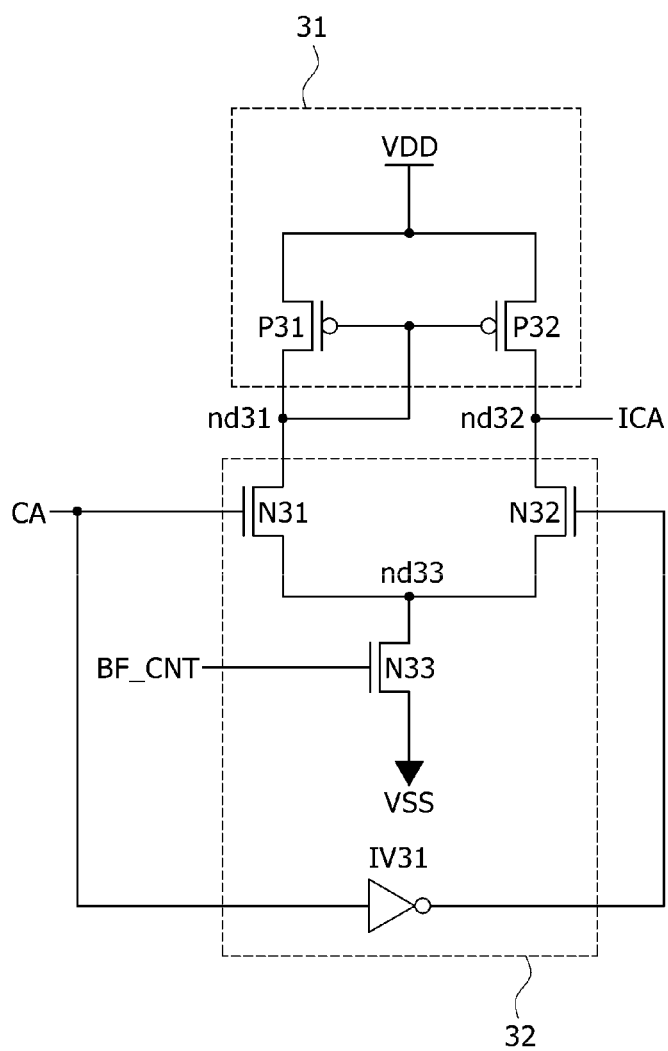 31
VDD
P31
P32
nd31
nd32
ICA
CA
N31
N32
nd33
BF_CNT
N33
VSS
IV31
32